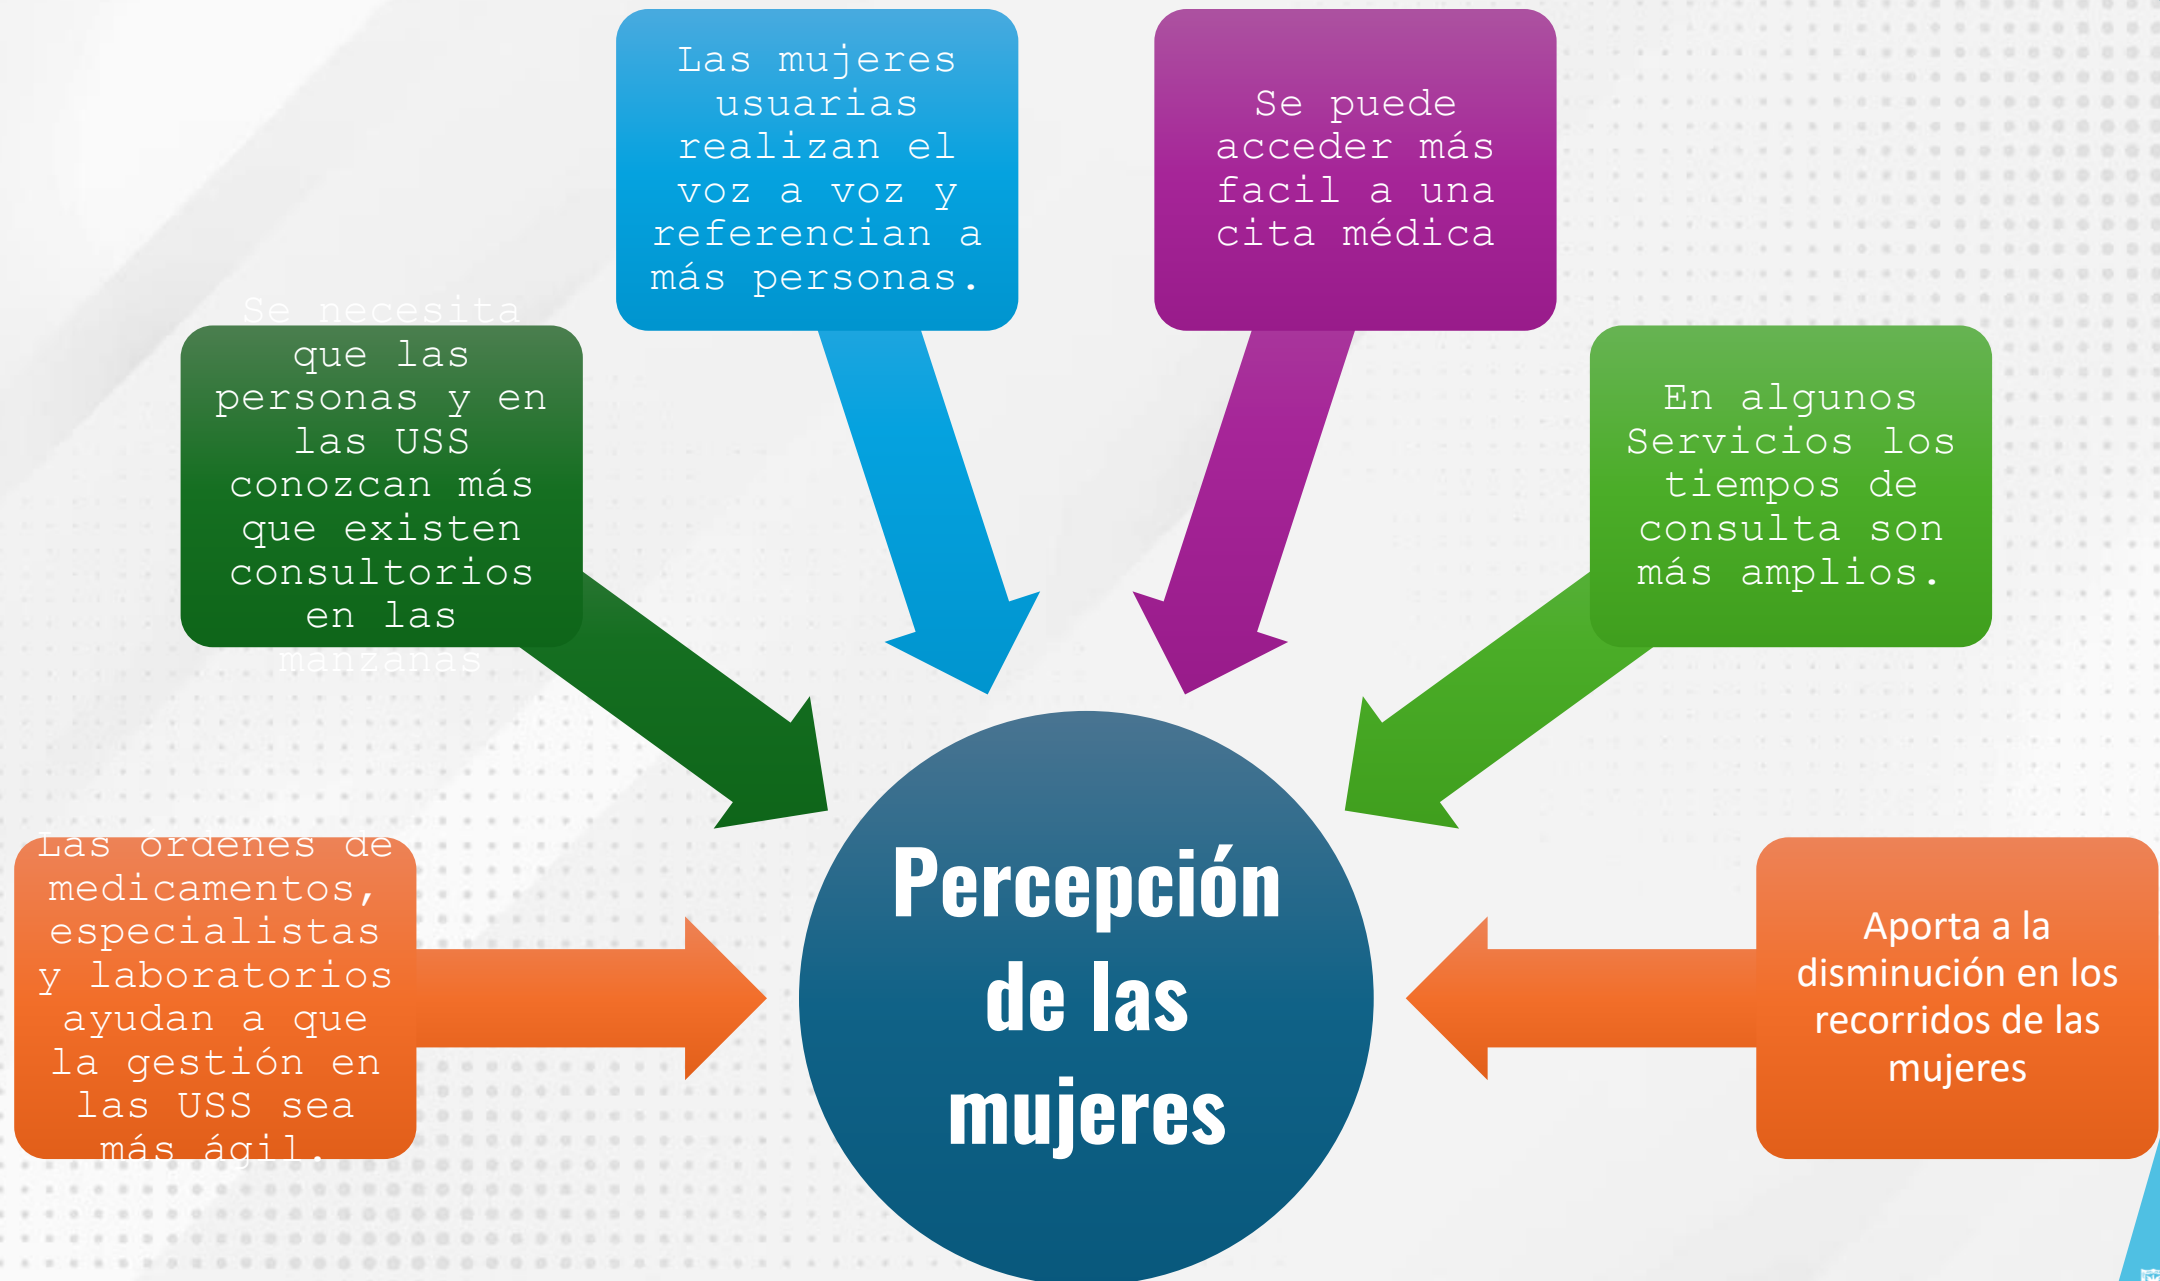 Las ordenes de
medicamentos,
especialistas
y laboratorios
ayudan a que
la gestión en
las USS sea
más ágil.
Se necesita
que las
personas y en
las USS
conozcan más
que existen
consultorios
en las
manzanas
Las mujeres
usuarias
realizan el
voz a voz y
referencian a
más personas.
Se puede
acceder más
facil a una
cita médica
En algunos
Servicios los
tiempos de
consulta son
más amplios.
Aporta a la
disminución en los
recorridos de las
mujeres
Percepción
de las
mujeres